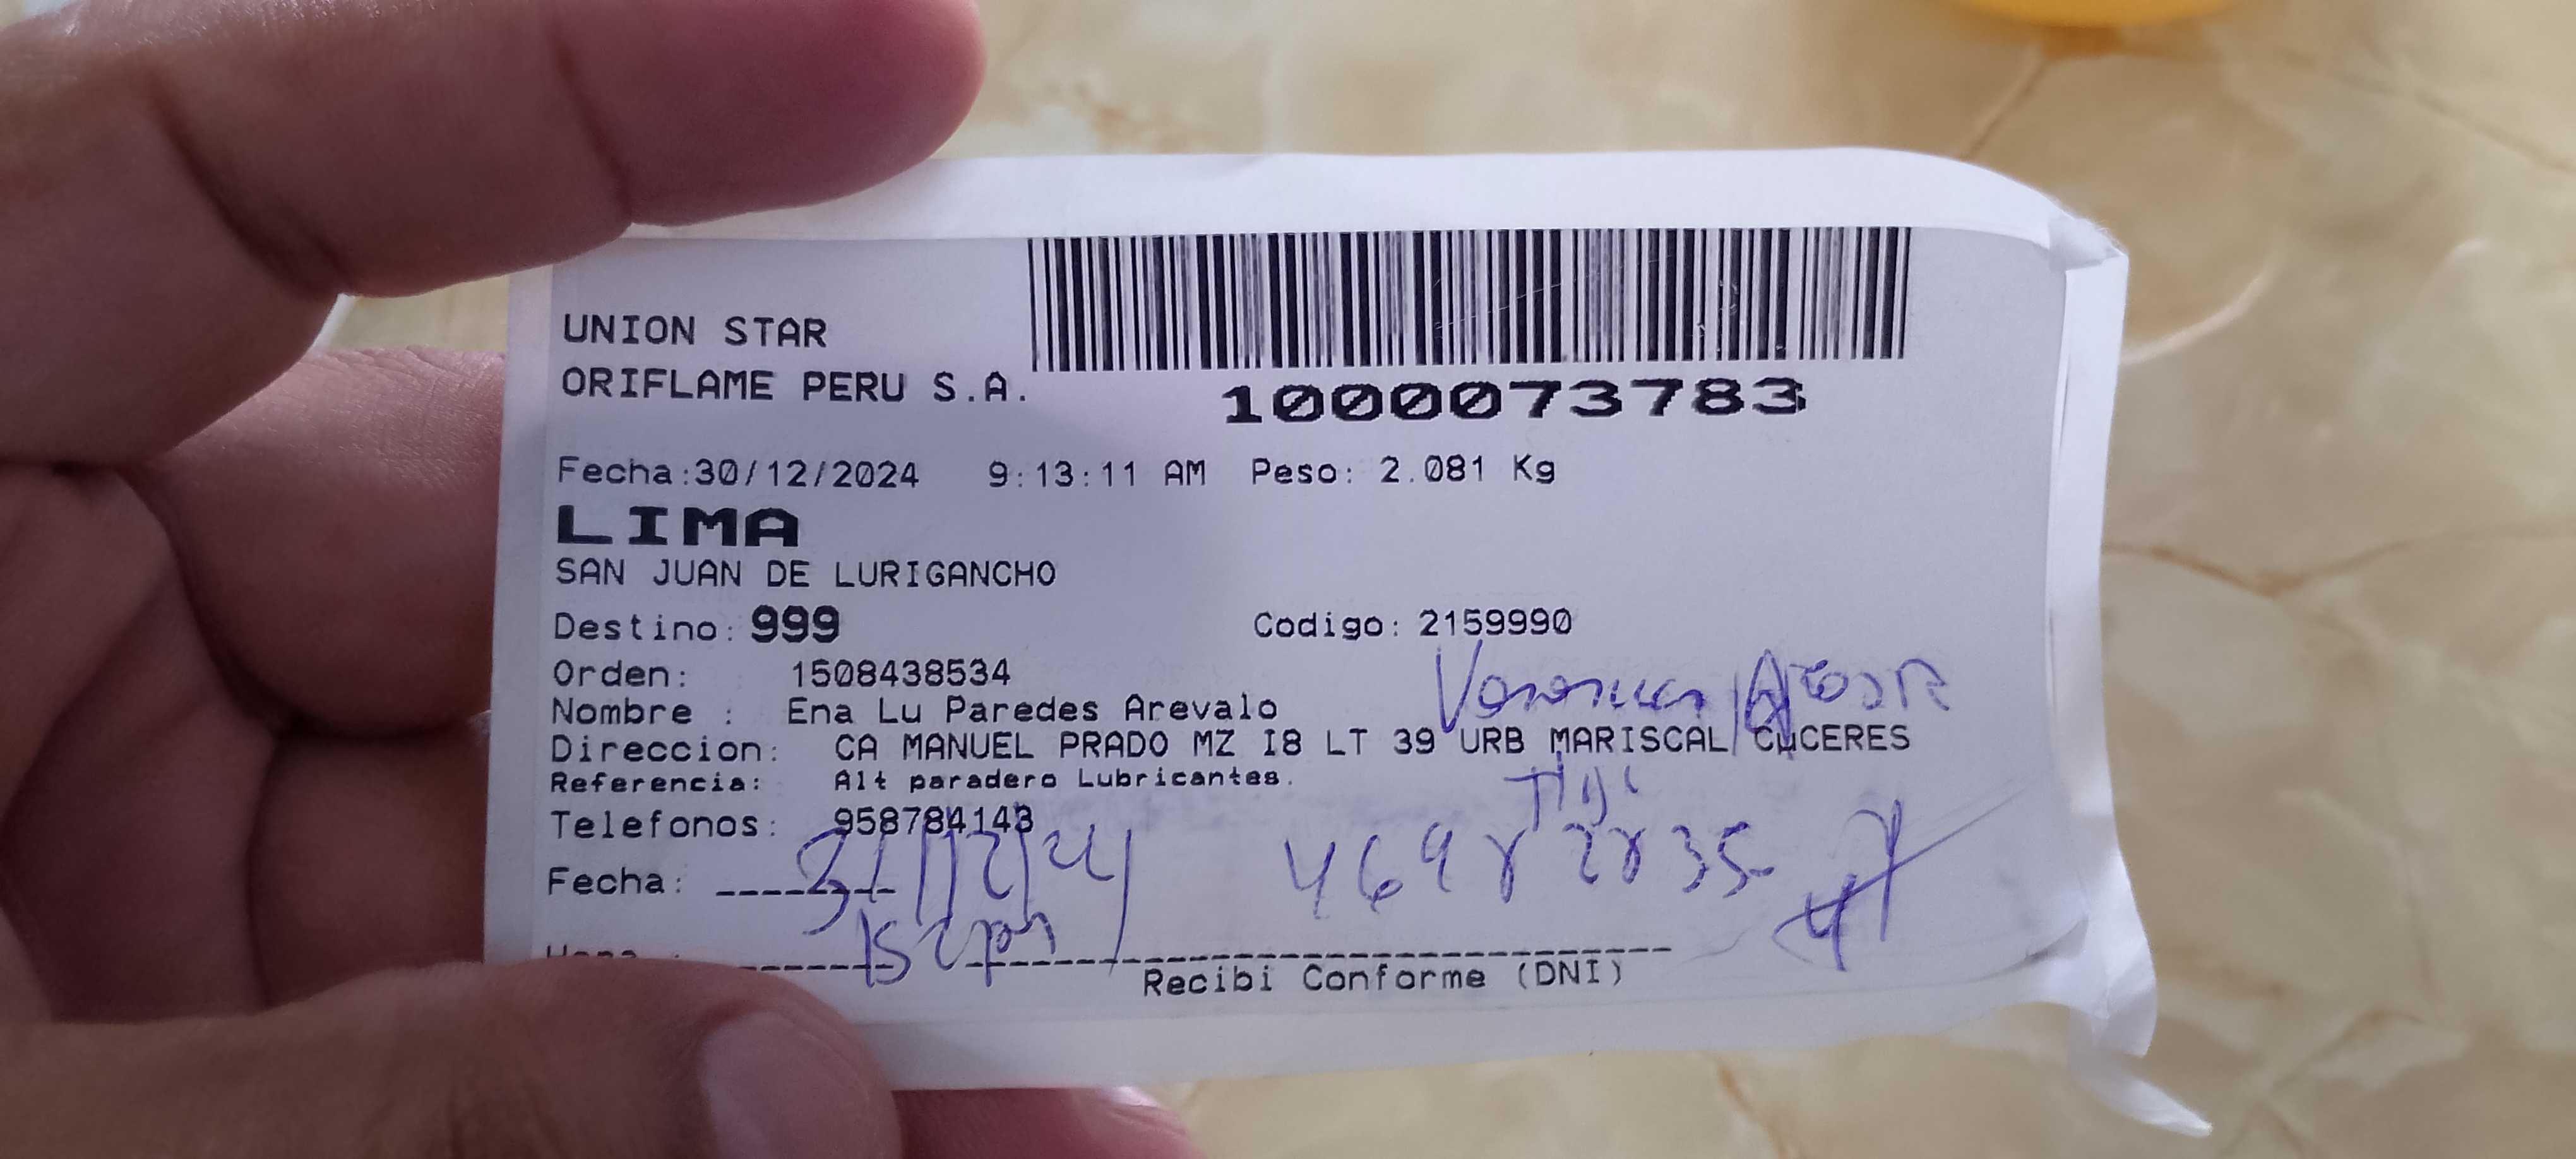 UNION STAR
ORIFLAME PERU S.A.
1000073783
Fecha:30/12/2024 9:13:11 AM Peso: 2.081 Kg
LIMA
SAN JUAN DE LURIGANCHO
Destino: 999 Codigo: 2159990
Orden: 1508438534
Nombre : Ena Lu Paredes Arevalo
Direccion: CA MANUEL PRADO MZ I8 LT 39 URB MARISCAL CACERES
Referencia: Alt paradero Lubricantes.
Telefonos: 958784143
Fecha: 31/12/24
Recibi Conforme (DNI)